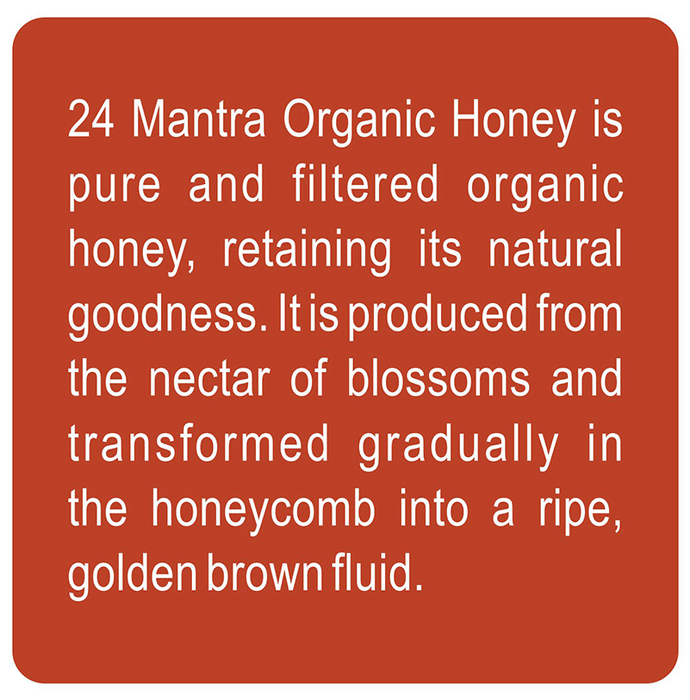 24 Mantra Organic Honey is
pure and filtered organic
honey, retaining its natural
goodness. It is produced from
the nectar of blossoms and
transformed gradually in
the honeycomb into a ripe,
golden brown fluid.